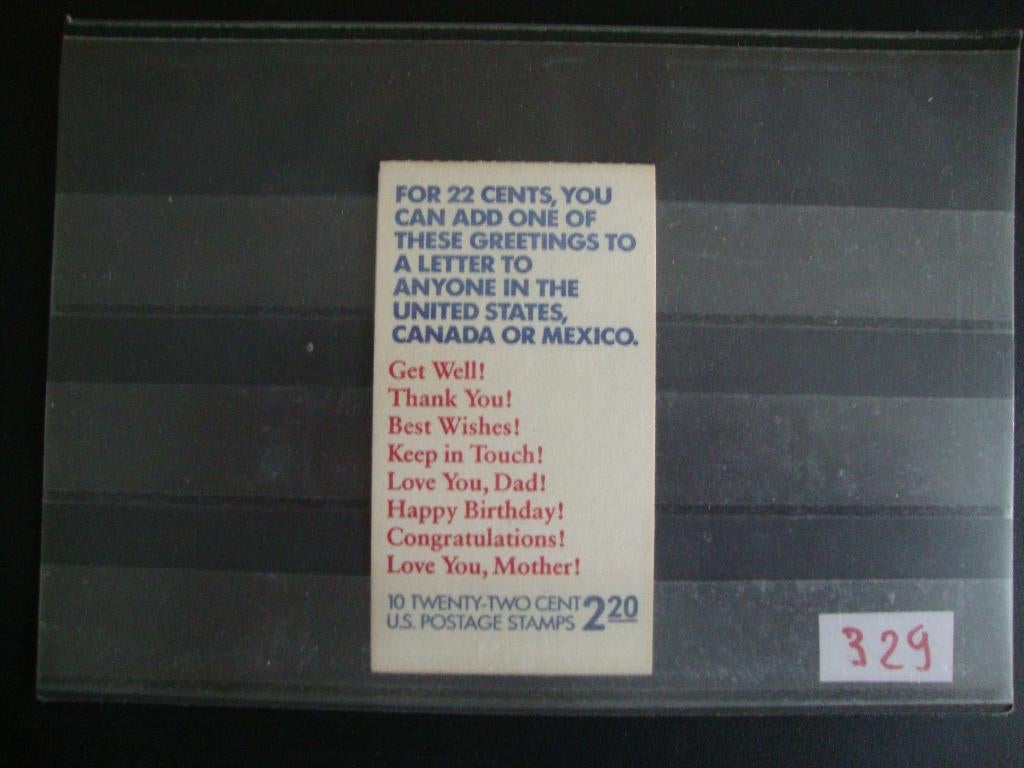 FOR 22 CENTS, YOU
CAN ADD ONE OF
THESE GREETINGS TO
A LETTER TO
ANYONE IN THE
UNITED STATES,
CANADA OR MEXICO.
Get Well!
Thank You!
Best Wishes!
Keep in Touch!
Love You, Dad!
Happy Birthday!
Congratulations!
Love You, Mother!
10 TWENTY-TWO CENT 2 20
U.S. POSTAGE STAMPS
329